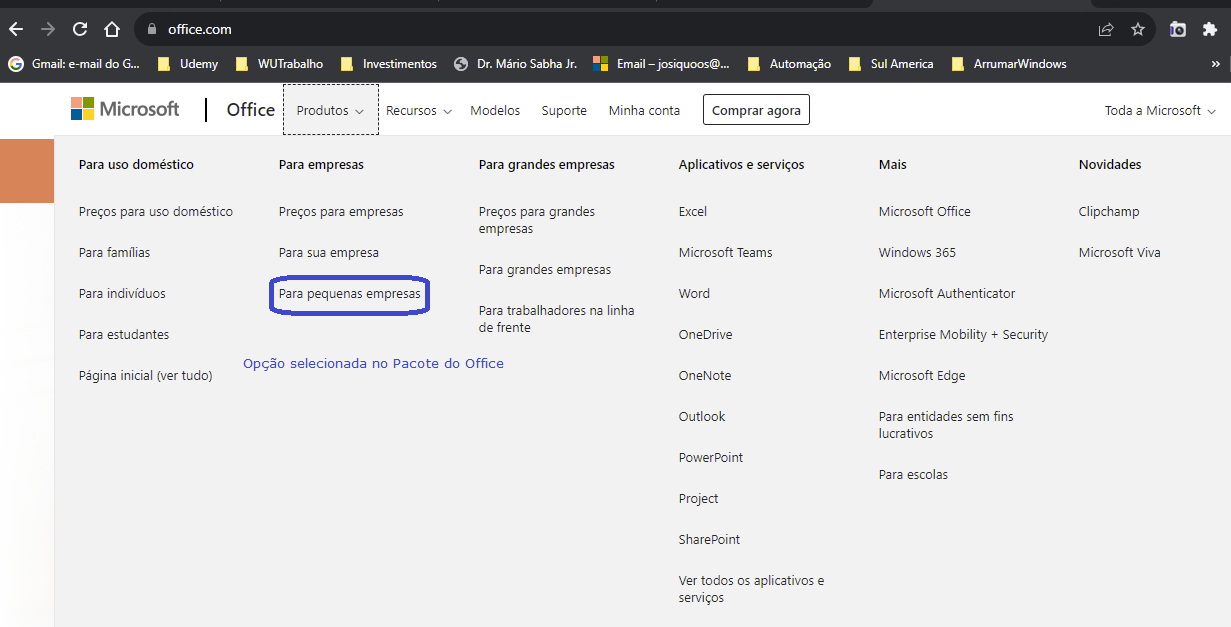 office.com
Gmail: e-mail do G...
Udemy
WUTrabalho
Investimentos
Dr. Mário Sabha Jr.
Email – josiquoos@...
Automação
Sul America
ArrumarWindows
»
Microsoft
Office
Produtos
Recursos
Modelos
Suporte
Minha conta
Comprar agora
Toda a Microsoft
Para uso doméstico
Preços para uso doméstico
Para famílias
Para indivíduos
Para estudantes
Página inicial (ver tudo)
Para empresas
Preços para empresas
Para sua empresa
Para pequenas empresas
Opção selecionada no Pacote do Office
Para grandes empresas
Preços para grandes
empresas
Para grandes empresas
Para trabalhadores na linha
de frente
Aplicativos e serviços
Excel
Microsoft Teams
Word
OneDrive
OneNote
Outlook
PowerPoint
Project
SharePoint
Ver todos os aplicativos e
serviços
Mais
Microsoft Office
Windows 365
Microsoft Authenticator
Enterprise Mobility + Security
Microsoft Edge
Para entidades sem fins
lucrativos
Para escolas
Novidades
Clipchamp
Microsoft Viva